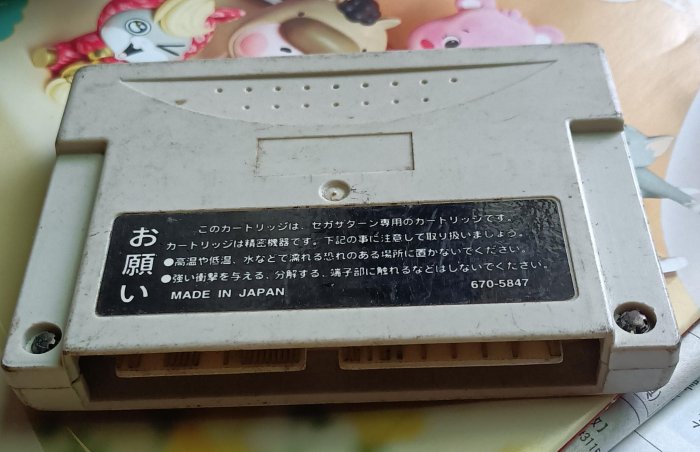 お願い
このカートリッジは、セガサターン専用のカートリッジです。
カートリッジは精密機器です。下記の事に注意して取り扱いましょう。
●高温や低温、水などで濡れる恐れのある場所に置かないでください。
●強い衝撃を与える、分解する、端子部に触れるなどはしないでください。
MADE IN JAPAN
670-5847